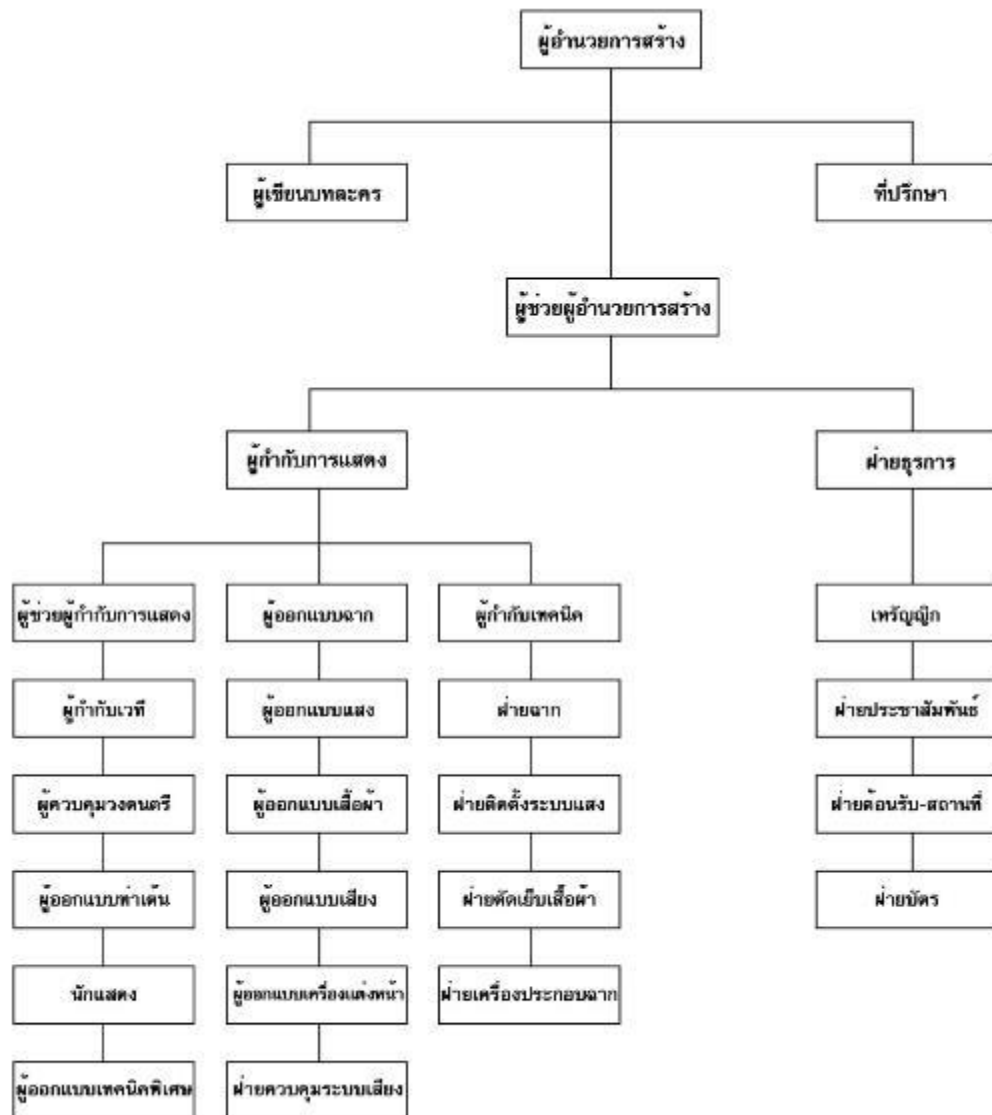 ผู้อำนวยการสร้าง
ผู้เขียนบทละคร
ที่ปรึกษา
ผู้ช่วยผู้อำนวยการสร้าง
ผู้กำกับการแสดง
ฝ่ายธุรการ
ผู้ช่วยผู้กำกับการแสดง
ผู้ออกแบบฉาก
ผู้กำกับเทคนิค
เหรัญญิก
ผู้กำกับเวที
ผู้ออกแบบแสง
ฝ่ายฉาก
ฝ่ายประชาสัมพันธ์
ผู้ควบคุมวงดนตรี
ผู้ออกแบบเสื้อผ้า
ฝ่ายติดตั้งระบบแสง
ฝ่ายต้อนรับ-สถานที่
ผู้ออกแบบท่าเต้น
ผู้ออกแบบเสียง
ฝ่ายตัดเย็บเสื้อผ้า
ฝ่ายบัตร
นักแสดง
ผู้ออกแบบเครื่องแต่งหน้า
ฝ่ายเครื่องประกอบฉาก
ผู้ออกแบบเทคนิคพิเศษ
ฝ่ายควบคุมระบบเสียง